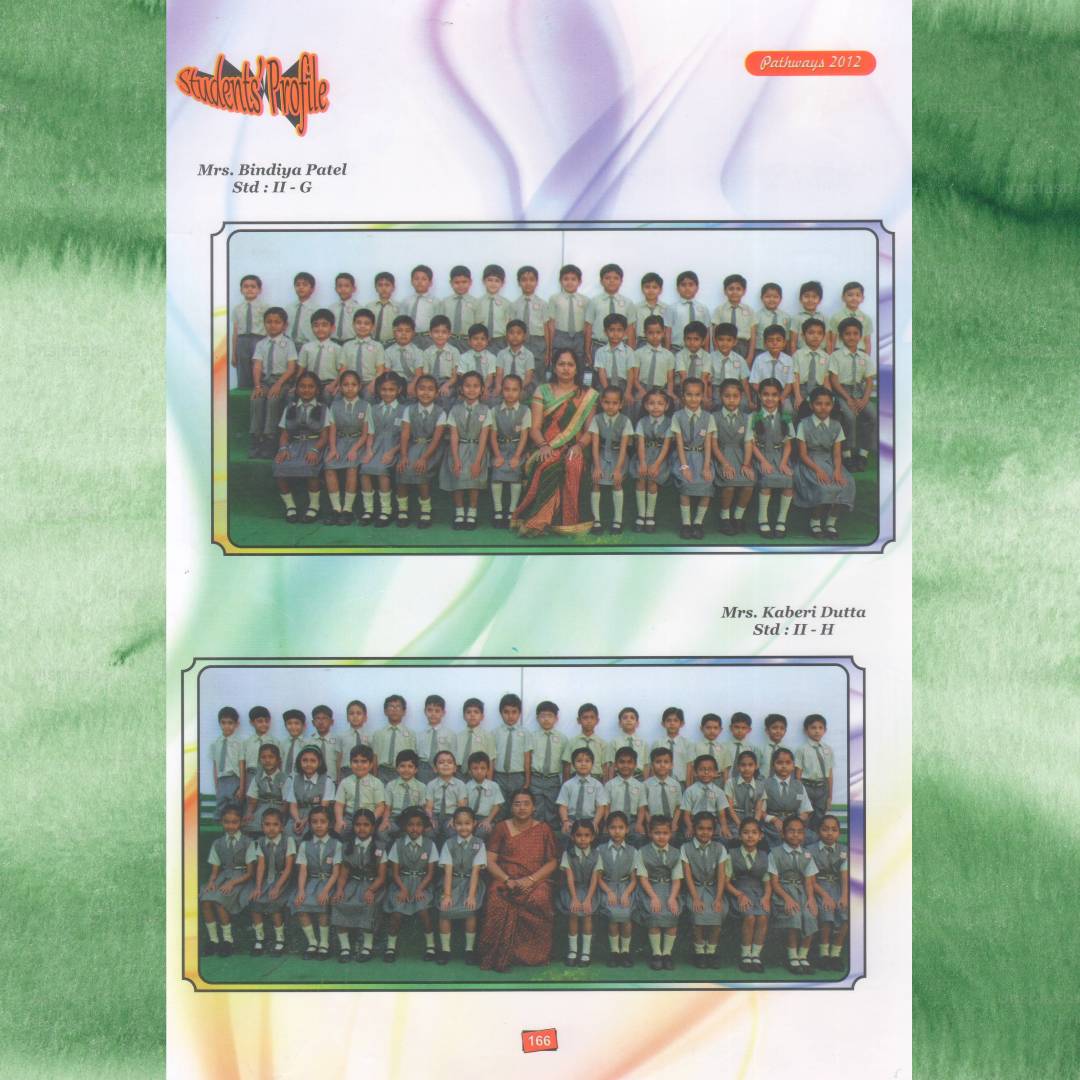 Students' Profile
Pathways 2012
Mrs. Bindiya Patel
Std : II - G
Mrs. Kaberi Dutta
Std : II - H
166